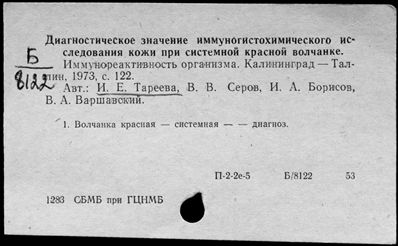 Диагностическое значение иммуногистохимического ис-
следования кожи при системной красной волчанке.
Б
8122
Иммунореактивность организма. Калининград — Тал-
лин, 1973, с. 122.
Авт.: И. Е. Тареева, В. В. Серов, И. А. Борисов,
В. А. Варшавский.
1. Волчанка красная — системная — — диагноз.
П-2-2е-5 Б/8122 53
1283 СБМБ при ГЦНМБ